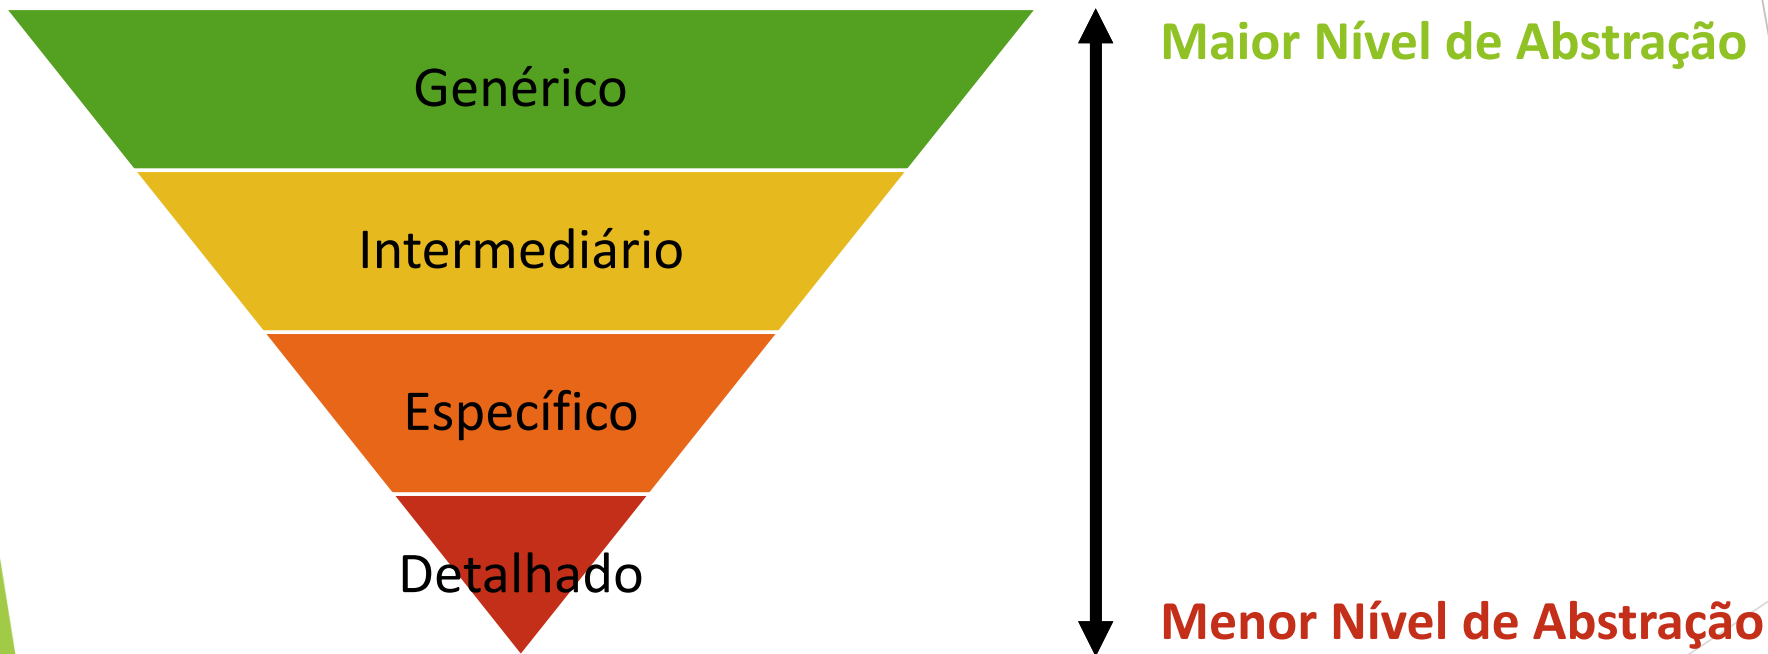 Maior Nível de Abstração
Genérico
Intermediário
Específico
Detalhado
Menor Nível de Abstração